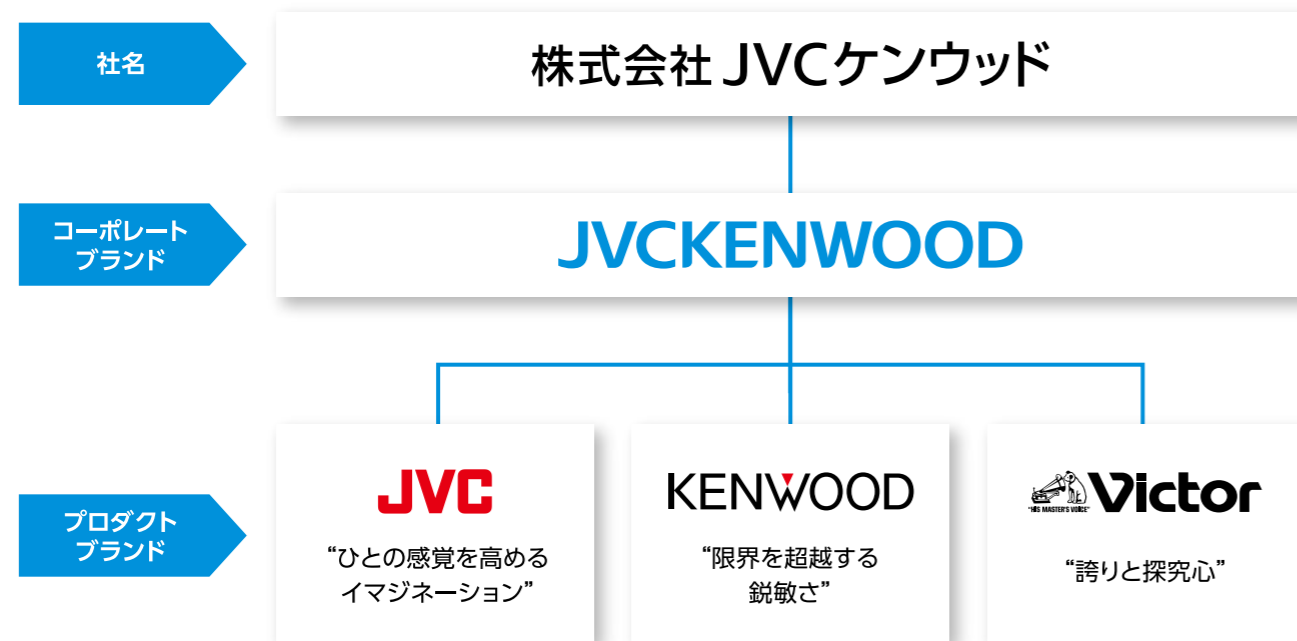 社名
株式会社 JVCケンウッド
コーポレート
ブランド
JVCKENWOOD
プロダクト
ブランド
JVC
“ひとの感覚を高める
イマジネーション”
KENWOOD
“限界を超越する
鋭敏さ”
"HIS MASTER'S VOICE"
Victor
“誇りと探究心”